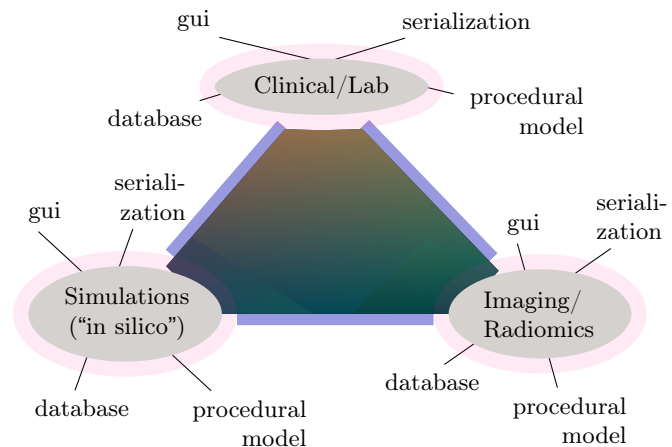 gui
serialization
Clinical/Lab
database
procedural
model
seriali-
zation
gui
Simulations
(“in silico”)
database
procedural
model
gui
seriali-
zation
Imaging/
Radiomics
database
procedural
model